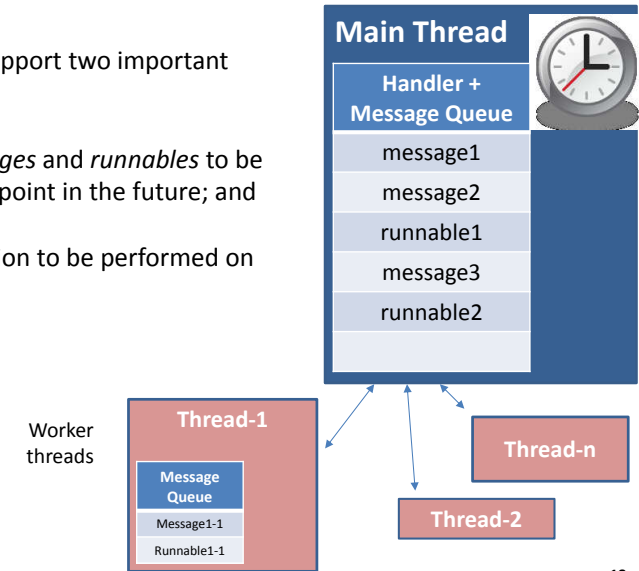 pport two important
ges and runnables to be
point in the future; and
on to be performed on
Main Thread
Handler +
Message Queue
message1
message2
runnable1
message3
runnable2
Worker
threads
Thread-1
Message
Queue
Message1-1
Runnable1-1
Thread-2
Thread-n